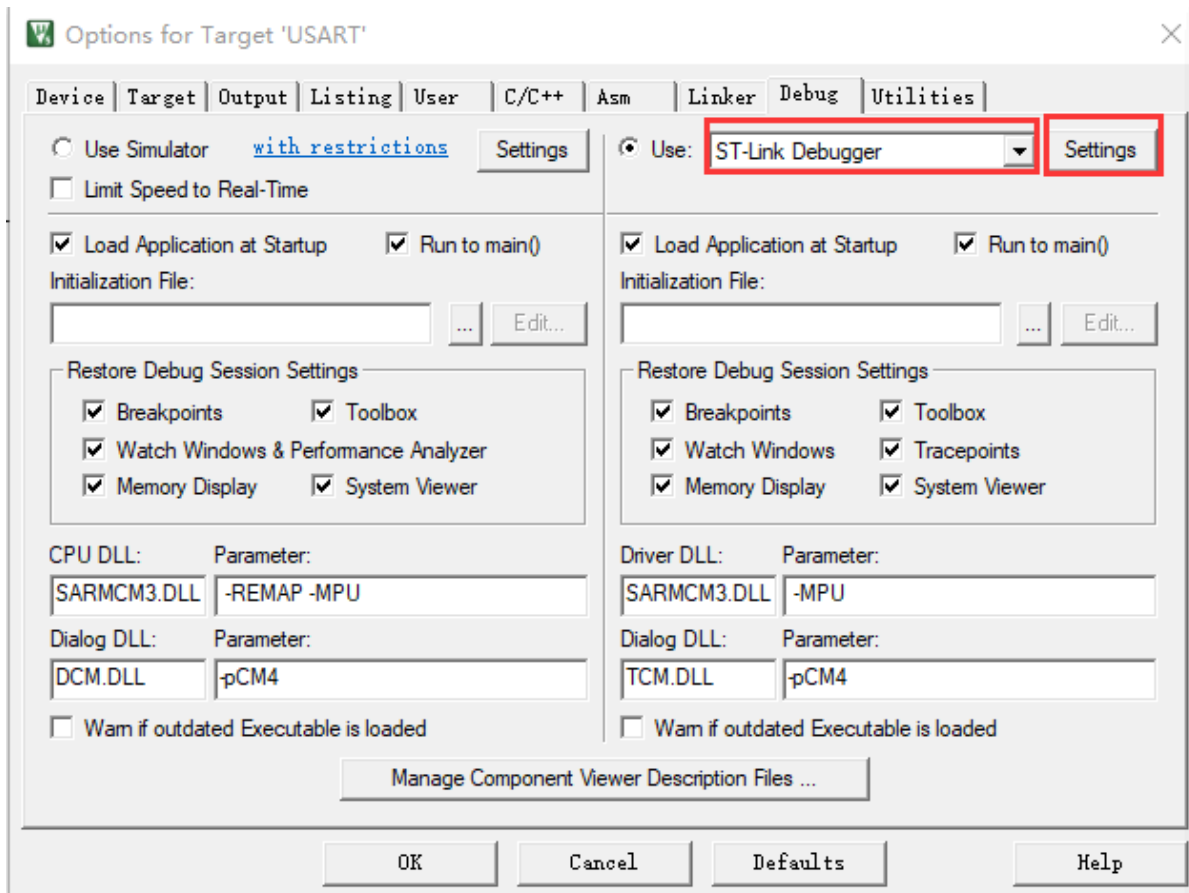 Options for Target 'USART'
Device Target Output Listing User C/C++ Asm Linker Debug Utilities
Use Simulator with restrictions Settings Use: ST-Link Debugger Settings
Limit Speed to Real-Time
Load Application at Startup Run to main() Load Application at Startup Run to main()
Initialization File: Initialization File:
... Edit... ... Edit...
Restore Debug Session Settings Restore Debug Session Settings
Breakpoints Toolbox Breakpoints Toolbox
Watch Windows & Performance Analyzer Watch Windows Tracepoints
Memory Display System Viewer Memory Display System Viewer
CPU DLL: Parameter: Driver DLL: Parameter:
SARMCM3.DLL -REMAP -MPU SARMCM3.DLL -MPU
Dialog DLL: Parameter: Dialog DLL: Parameter:
DCM.DLL -pCM4 TCM.DLL -pCM4
Warn if outdated Executable is loaded Warn if outdated Executable is loaded
Manage Component Viewer Description Files ...
OK Cancel Defaults Help